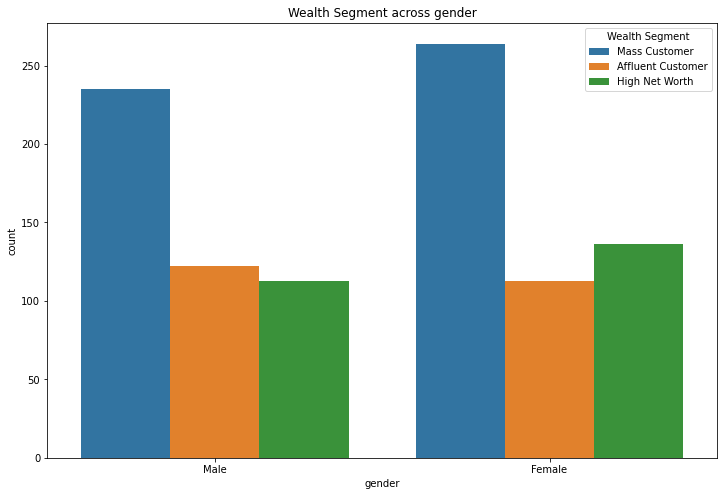 Wealth Segment across gender
Wealth Segment
Mass Customer
Affluent Customer
High Net Worth
count
250
200
150
100
50
0
Male
Female
gender